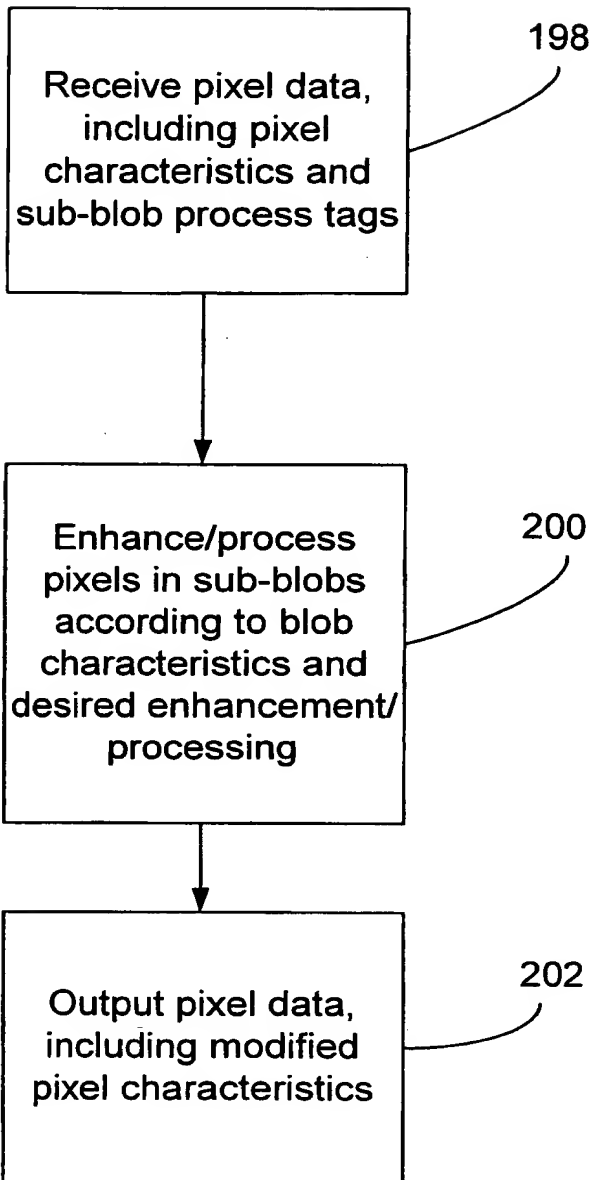 198
Receive pixel data,
including pixel
characteristics and
sub-blob process tags
200
Enhance/process
pixels in sub-blobs
according to blob
characteristics and
desired enhancement/
processing
202
Output pixel data,
including modified
pixel characteristics